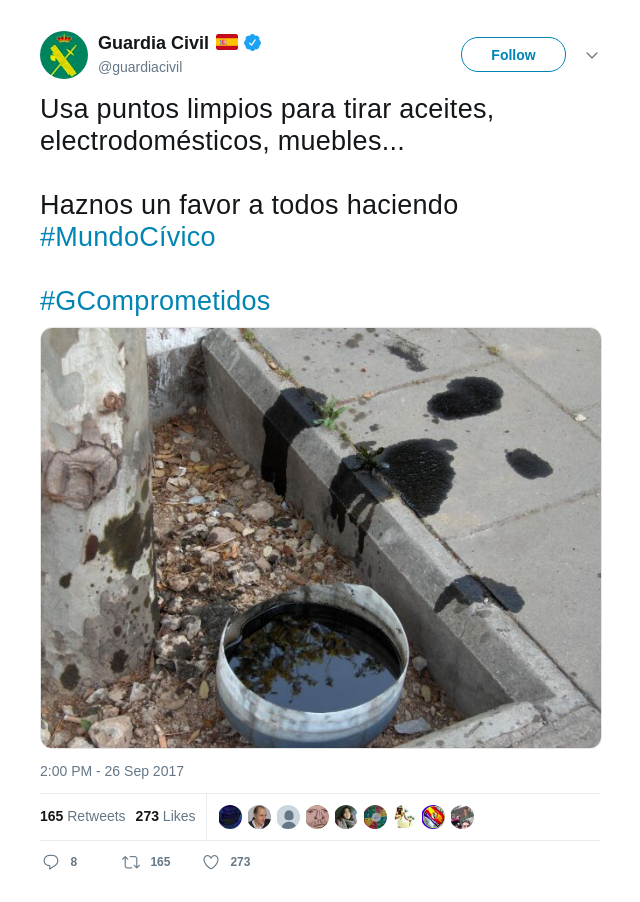 Guardia Civil 🇪🇸
@guardiacivil
Follow
Usa puntos limpios para tirar aceites,
electrodomésticos, muebles...
Haznos un favor a todos haciendo
#MundoCívico
#GComprometidos
2:00 PM - 26 Sep 2017
165 Retweets 273 Likes
8 165 273